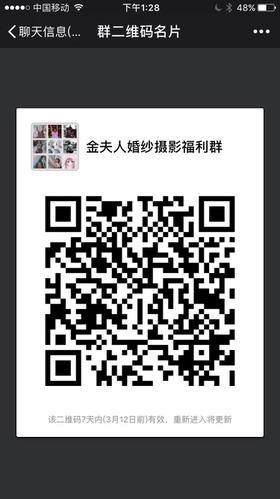 中国移动 下午1:28 48%
聊天信息(... 群二维码名片
金夫人婚纱摄影福利群
该二维码7天内(3月12日前)有效，重新进入将更新